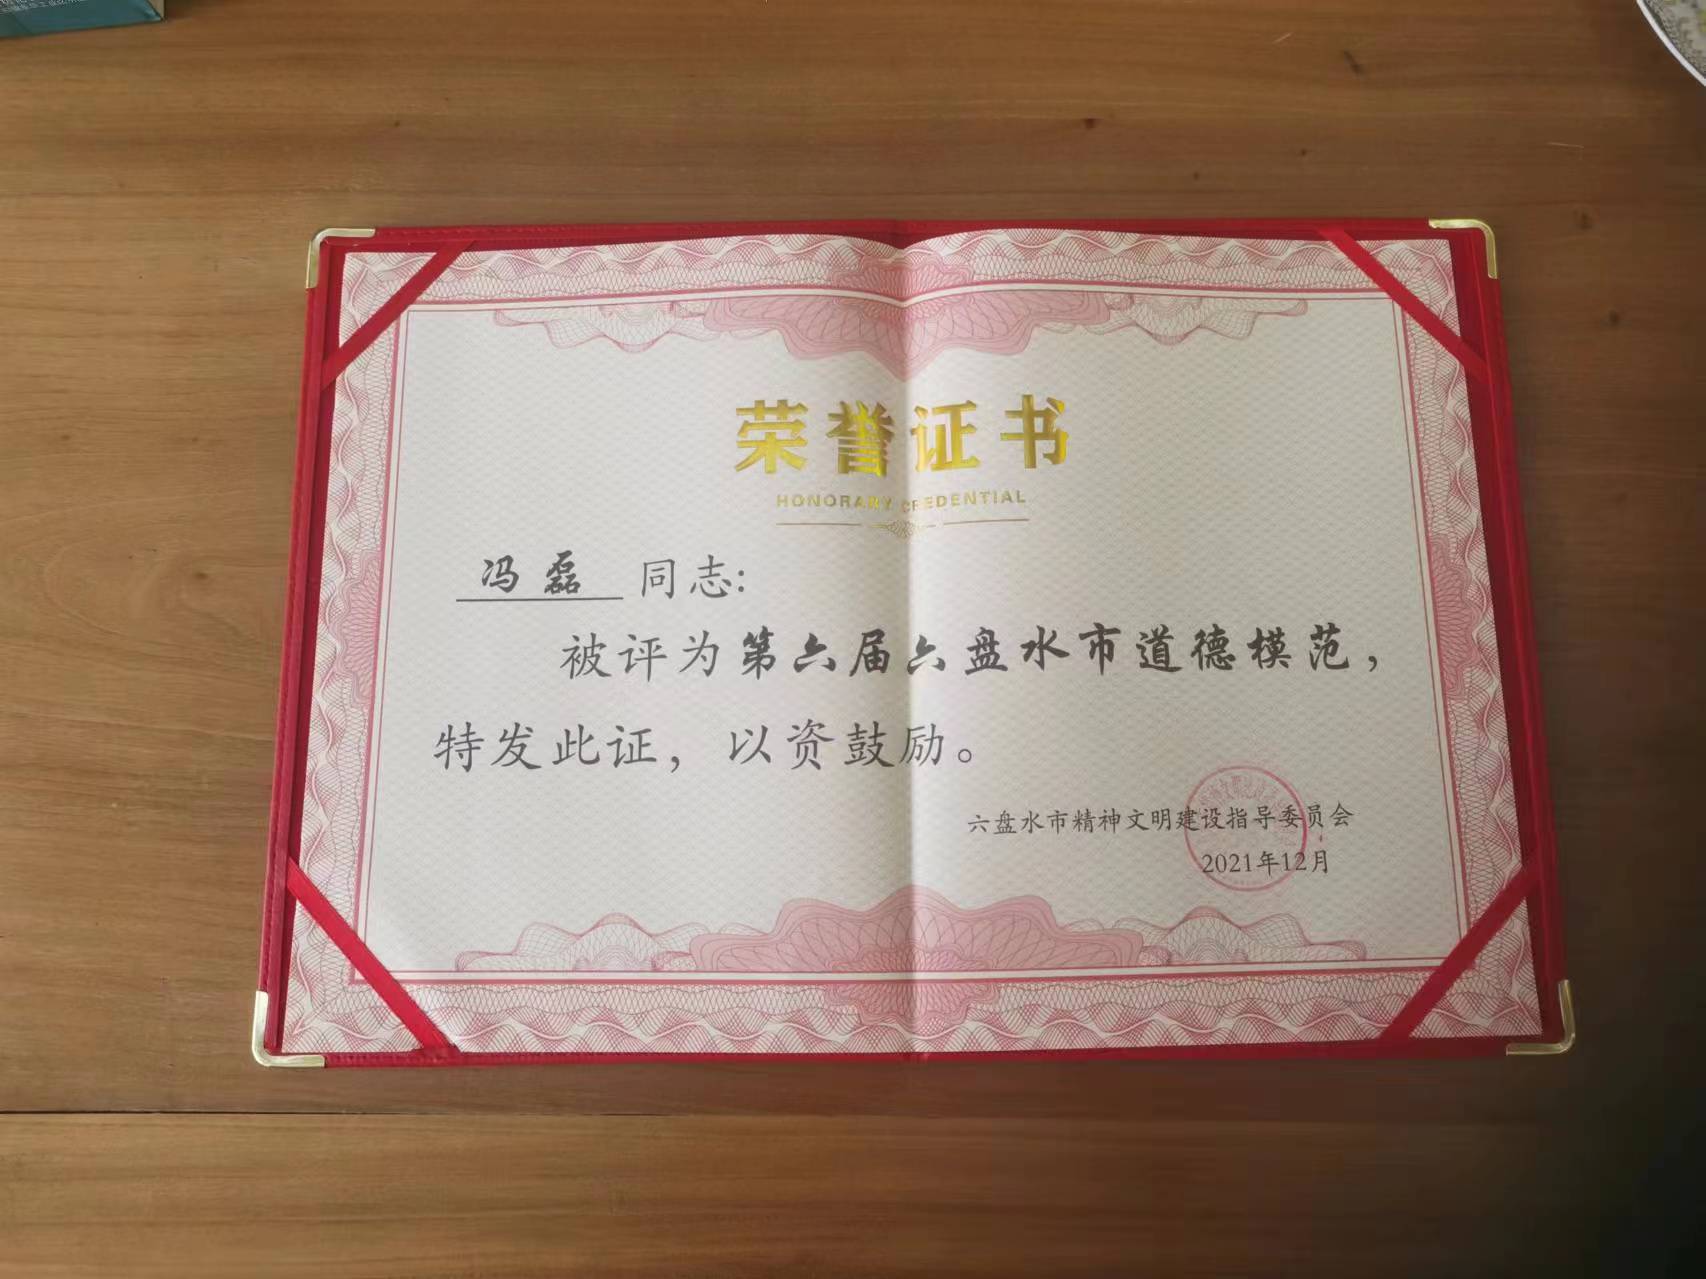 荣誉证书
HONORARY CREDENTIAL
冯磊 同志:
被评为第六届六盘水市道德模范，
特发此证，以资鼓励。
六盘水市精神文明建设指导委员会
2021年12月